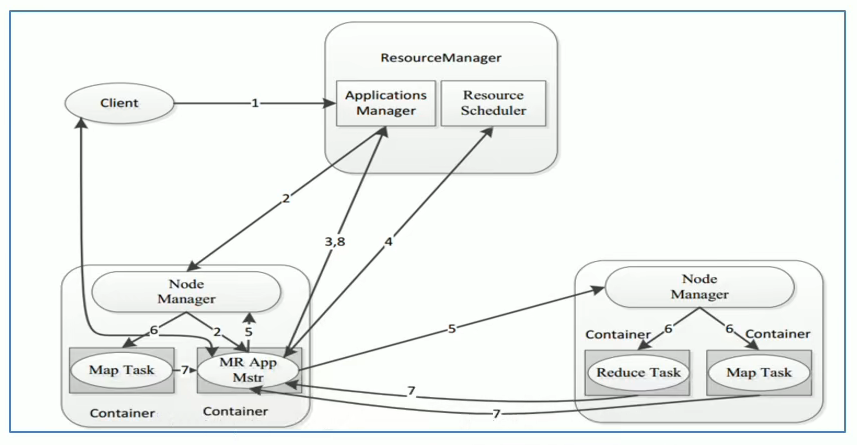 ResourceManager
Client
1
Applications
Manager
Resource
Scheduler
2
3,8
4
Node
Manager
Node
Manager
6
2
5
5
Container
6
6
Container
Map Task
7
MR App
Mstr
Reduce Task
Map Task
7
7
Container
Container